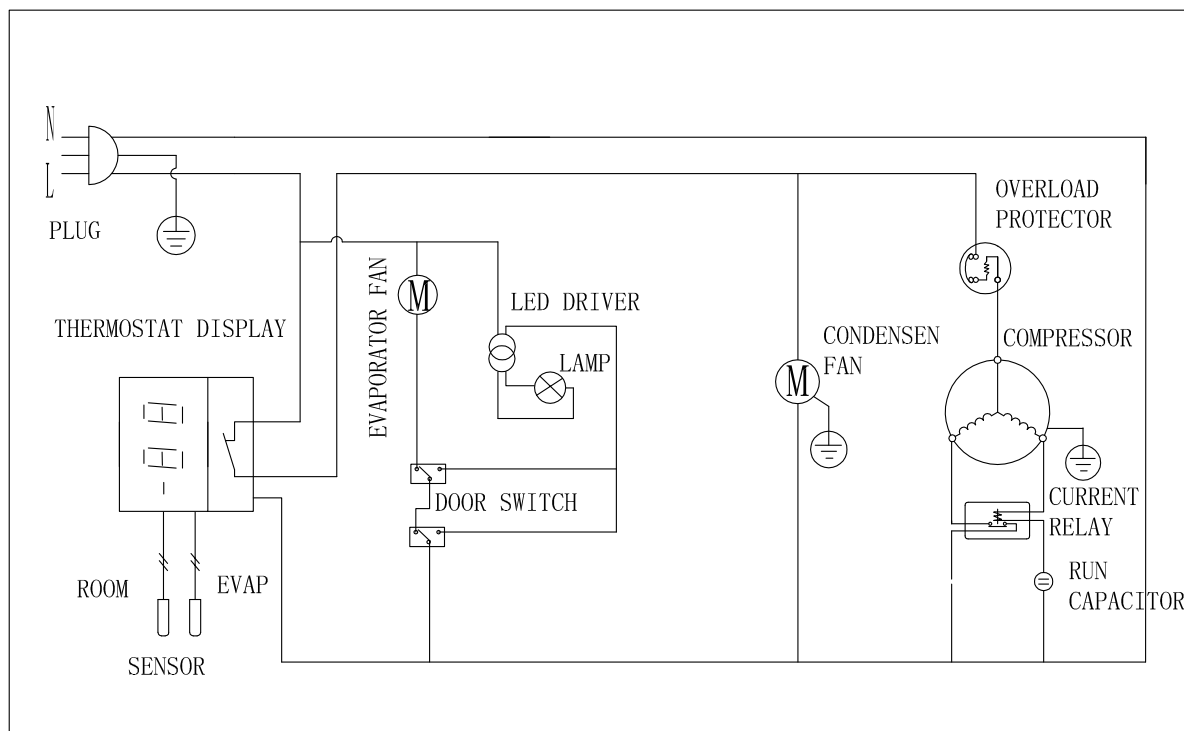 N
L
PLUG
OVERLOAD
PROTECTOR
EVAPORATOR FAN
M
LED DRIVER
THERMOSTAT DISPLAY
LAMP
CONDENSEN
FAN
M
COMPRESSOR
DOOR SWITCH
CURRENT
RELAY
ROOM
EVAP
RUN
CAPACITOR
SENSOR